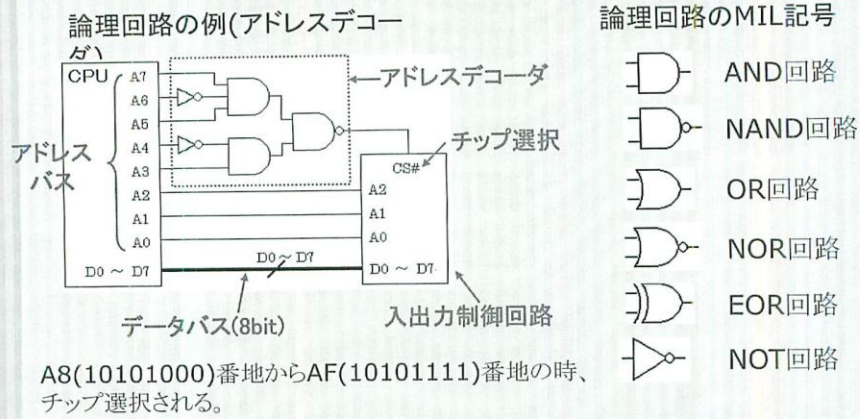 論理回路の例(アドレスデコー
ダ)
CPU
A7
A6
A5
A4
A3
A2
A1
A0
D0 ～ D7
アドレス
バス
アドレスデコーダ
チップ選択
CS#
A2
A1
A0
D0 ～ D7
D0 ～ D7
データバス(8bit)
入出力制御回路
A8(10101000)番地からAF(10101111)番地の時、
チップ選択される。
論理回路のMIL記号
AND回路
NAND回路
OR回路
NOR回路
EOR回路
NOT回路